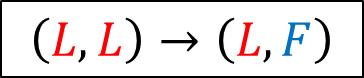 (L, L) → (L, F)